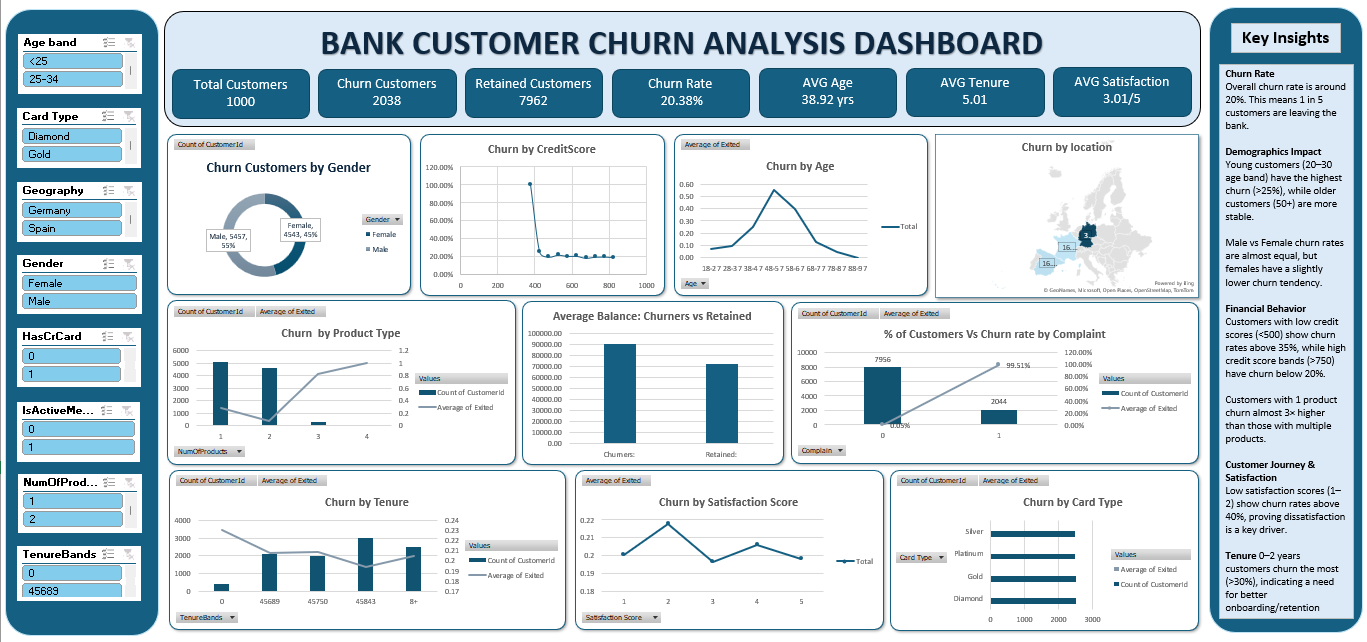 Age band
<25
25-34
Card Type
Diamond
Gold
Geography
Germany
Spain
Gender
Female
Male
HasCrCard
0
1
IsActiveMe...
0
1
NumOfProd...
1
2
TenureBands
0
45689
BANK CUSTOMER CHURN ANALYSIS DASHBOARD
Total Customers
1000
Churn Customers
2038
Retained Customers
7962
Churn Rate
20.38%
AVG Age
38.92 yrs
AVG Tenure
5.01
AVG Satisfaction
3.01/5
Count of CustomerId
Churn Customers by Gender
Male, 5457,
55%
Female,
4543, 45%
Gender
Female
Male
Churn by CreditScore
120.00%
100.00%
80.00%
60.00%
40.00%
20.00%
0.00%
0 200 400 600 800 1000
Average of Exited
Churn by Age
0.60
0.50
0.40
0.30
0.20
0.10
0.00
18-27 28-37 38-47 48-57 58-67 68-77 78-87 88-97
Total
Age
Churn by location
3...
16...
16...
Powered by Bing
© GeoNames, Microsoft, Open Places, OpenStreetMap, TomTom
Count of CustomerId Average of Exited
Churn by Product Type
6000
5000
4000
3000
2000
1000
0
1.2
1
0.8
0.6
0.4
0.2
0
1 2 3 4
Values
Count of CustomerId
Average of Exited
NumOfProducts
Average Balance: Churners vs Retained
100000.00
90000.00
80000.00
70000.00
60000.00
50000.00
40000.00
30000.00
20000.00
10000.00
0.00
Churners: Retained:
Count of CustomerId Average of Exited
% of Customers Vs Churn rate by Complaint
10000
8000
6000
4000
2000
0
7956
0.05%
2044
99.51%
120.00%
100.00%
80.00%
60.00%
40.00%
20.00%
0.00%
0 1
Values
Count of CustomerId
Average of Exited
Complain
Count of CustomerId Average of Exited
Churn by Tenure
4000
3000
2000
1000
0
0.24
0.23
0.22
0.21
0.2
0.19
0.18
0.17
0 45689 45750 45843 8+
Values
Count of CustomerId
Average of Exited
TenureBands
Average of Exited
Churn by Satisfaction Score
0.22
0.21
0.2
0.19
0.18
1 2 3 4 5
Total
Satisfaction Score
Count of CustomerId Average of Exited
Churn by Card Type
Card Type
Silver
Platinum
Gold
Diamond
0 1000 2000 3000
Values
Average of Exited
Count of CustomerId
Key Insights
Churn Rate
Overall churn rate is around
20%. This means 1 in 5
customers are leaving the
bank.
Demographics Impact
Young customers (20–30
age band) have the highest
churn (>25%), while older
customers (50+) are more
stable.
Male vs Female churn rates
are almost equal, but
females have a slightly
lower churn tendency.
Financial Behavior
Customers with low credit
scores (<500) show churn
rates above 35%, while high
credit score bands (>750)
have churn below 20%.
Customers with 1 product
churn almost 3× higher
than those with multiple
products.
Customer Journey &
Satisfaction
Low satisfaction scores (1–
2) show churn rates above
40%, proving dissatisfaction
is a key driver.
Tenure 0–2 years
customers churn the most
(>30%), indicating a need
for better
onboarding/retention